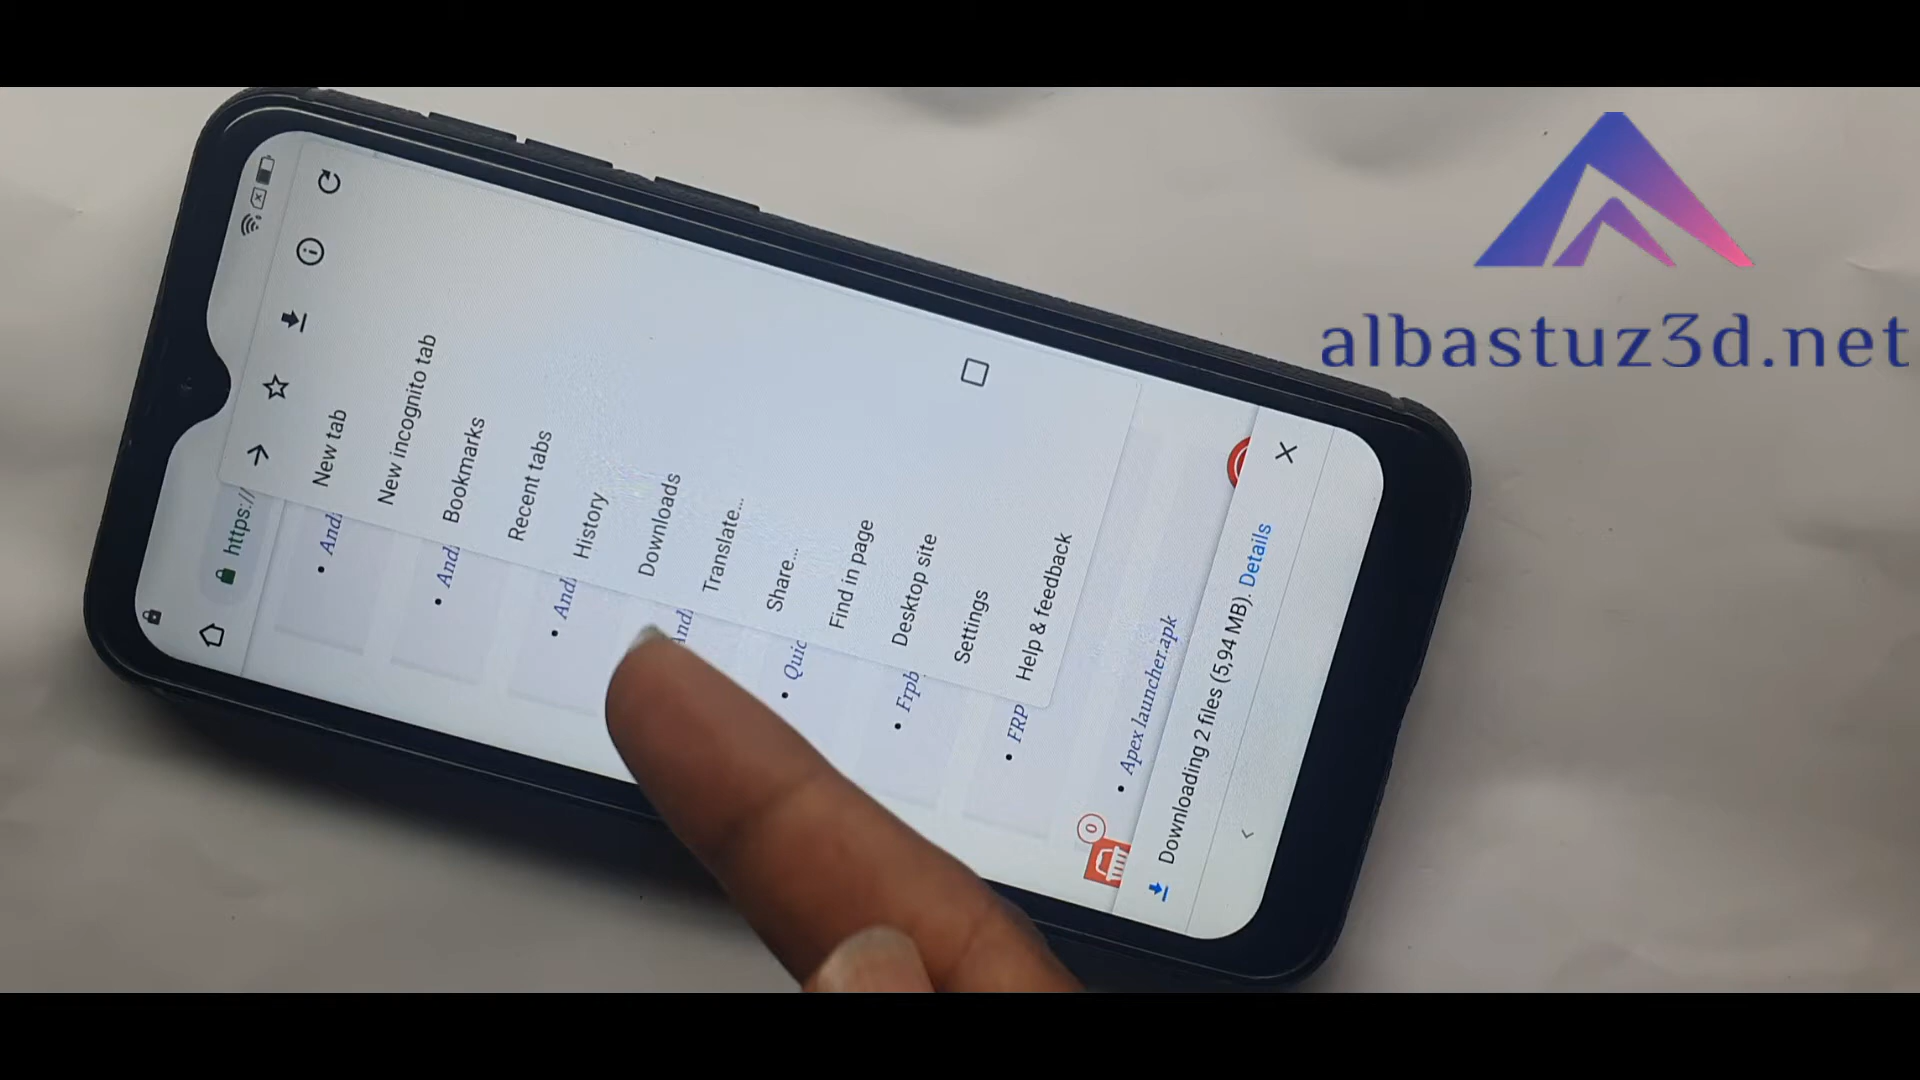 https://
New tab
New incognito tab
Bookmarks
Recent tabs
History
Downloads
Translate...
Share...
Find in page
Desktop site
Settings
Help & feedback
• And
• And
• And
And
• Quic
• Frpb
• FRP
• Apex launcher.apk
0
Downloading 2 files (5,94 MB). Details
albastuz3d.net